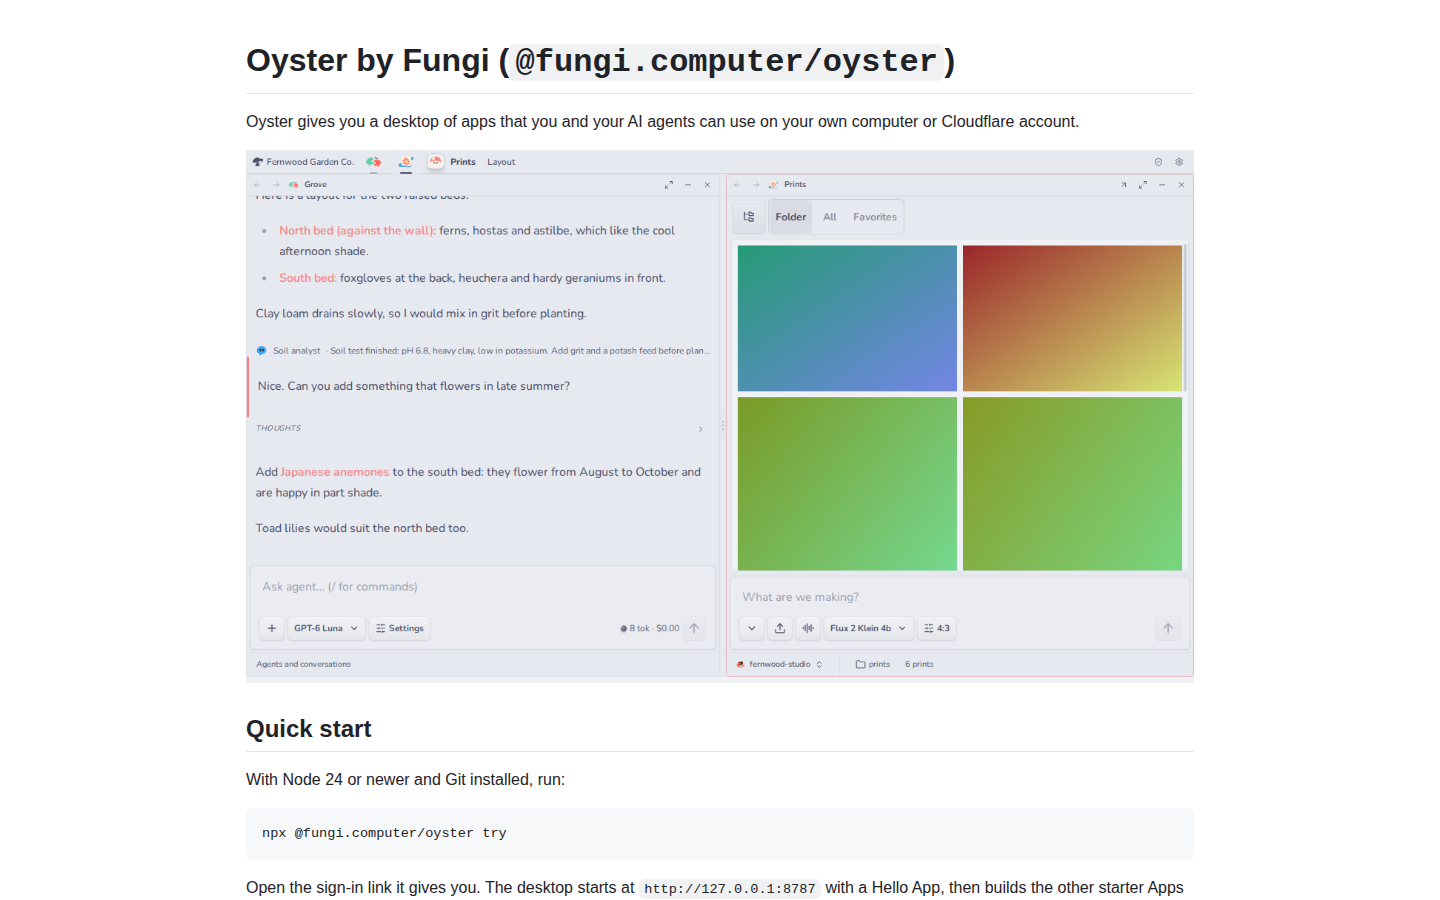 Oyster by Fungi (@fungi.computer/oyster)
Oyster gives you a desktop of apps that you and your AI agents can use on your own computer or Cloudflare account.
Fernwood Garden Co. Prints Layout
Grove
Here is a layout for the two raised beds:
• North bed (against the wall): ferns, hostas and astilbe, which like the cool
afternoon shade.
• South bed: foxgloves at the back, heuchera and hardy geraniums in front.
Clay loam drains slowly, so I would mix in grit before planting.
Soil analyst · Soil test finished: pH 6.8, heavy clay, low in potassium. Add grit and a potash feed before plan...
Nice. Can you add something that flowers in late summer?
THOUGHTS
Add Japanese anemones to the south bed: they flower from August to October and
are happy in part shade.
Toad lilies would suit the north bed too.
Ask agent... (/ for commands)
GPT-6 Luna Settings 8 tok · $0.00
Agents and conversations
Prints
Folder All Favorites
What are we making?
Flux 2 Klein 4b 4:3
fernwood-studio prints 6 prints
Quick start
With Node 24 or newer and Git installed, run:
npx @fungi.computer/oyster try
Open the sign-in link it gives you. The desktop starts at http://127.0.0.1:8787 with a Hello App, then builds the other starter Apps